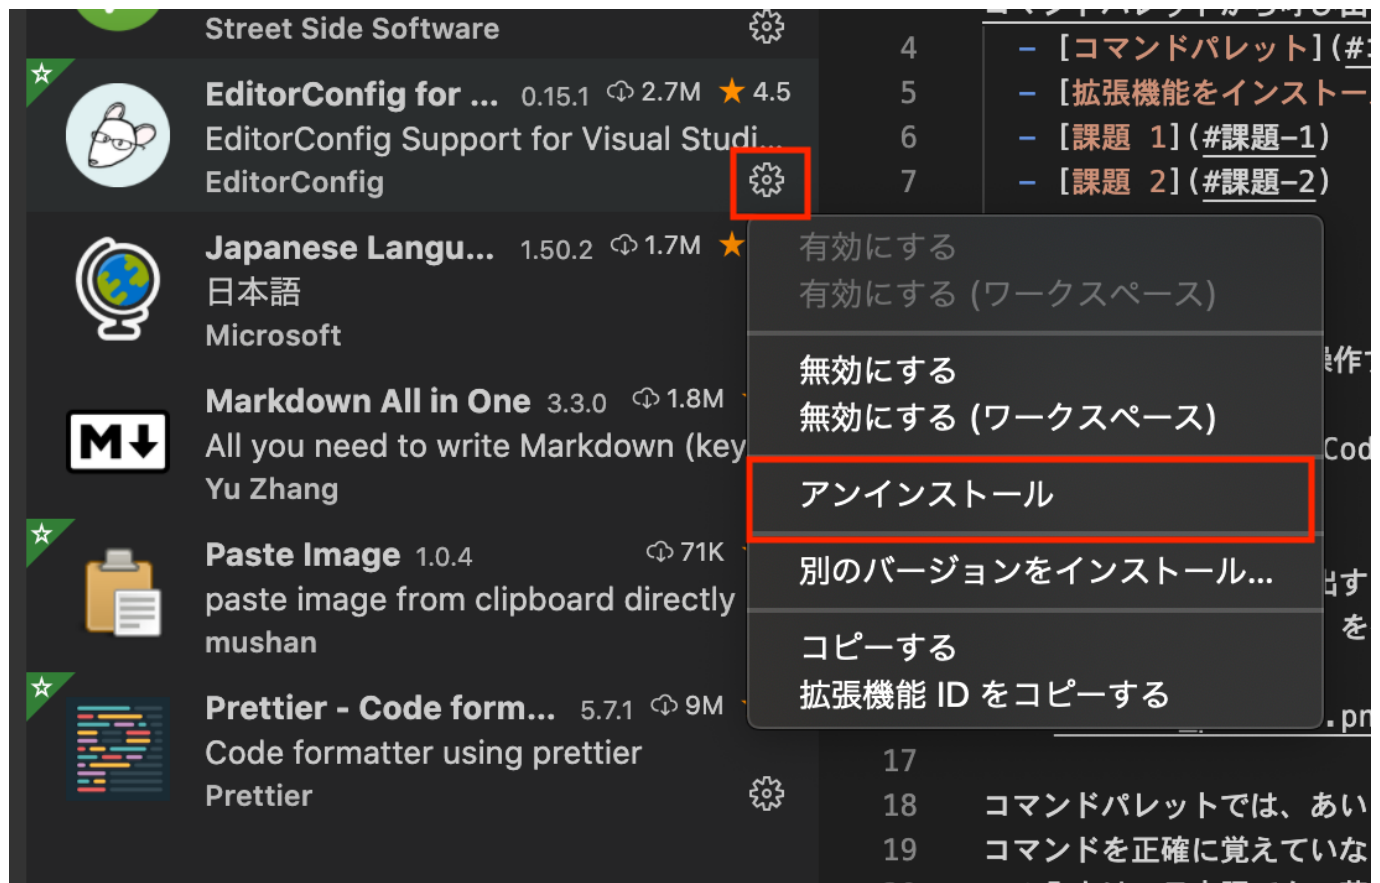 Street Side Software
EditorConfig for ... 0.15.1 2.7M ★ 4.5
EditorConfig Support for Visual Studi...
EditorConfig
Japanese Langu... 1.50.2 1.7M ★
日本語
Microsoft
Markdown All in One 3.3.0 1.8M
All you need to write Markdown (key
Yu Zhang
Paste Image 1.0.4 71K
paste image from clipboard directly
mushan
Prettier - Code form... 5.7.1 9M
Code formatter using prettier
Prettier
有効にする
有効にする (ワークスペース)
無効にする
無効にする (ワークスペース)
アンインストール
別のバージョンをインストール...
コピーする
拡張機能 ID をコピーする
4 - [コマンドパレット](#
5 - [拡張機能をインストー
6 - [課題 1](#課題-1)
7 - [課題 2](#課題-2)
操作
Cod
出す
を
.pn
17
18 コマンドパレットでは、あい
19 コマンドを正確に覚えていな